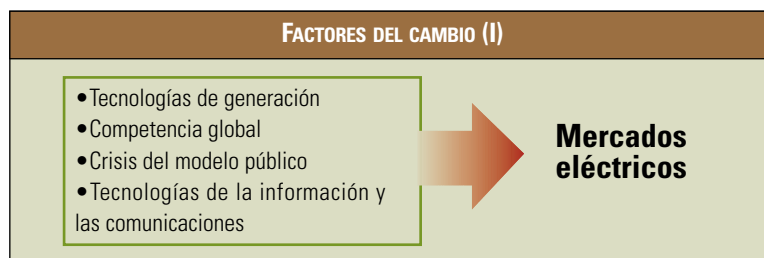 FACTORES DEL CAMBIO (I)
•Tecnologías de generación
•Competencia global
•Crisis del modelo público
•Tecnologías de la información y
las comunicaciones
Mercados
eléctricos